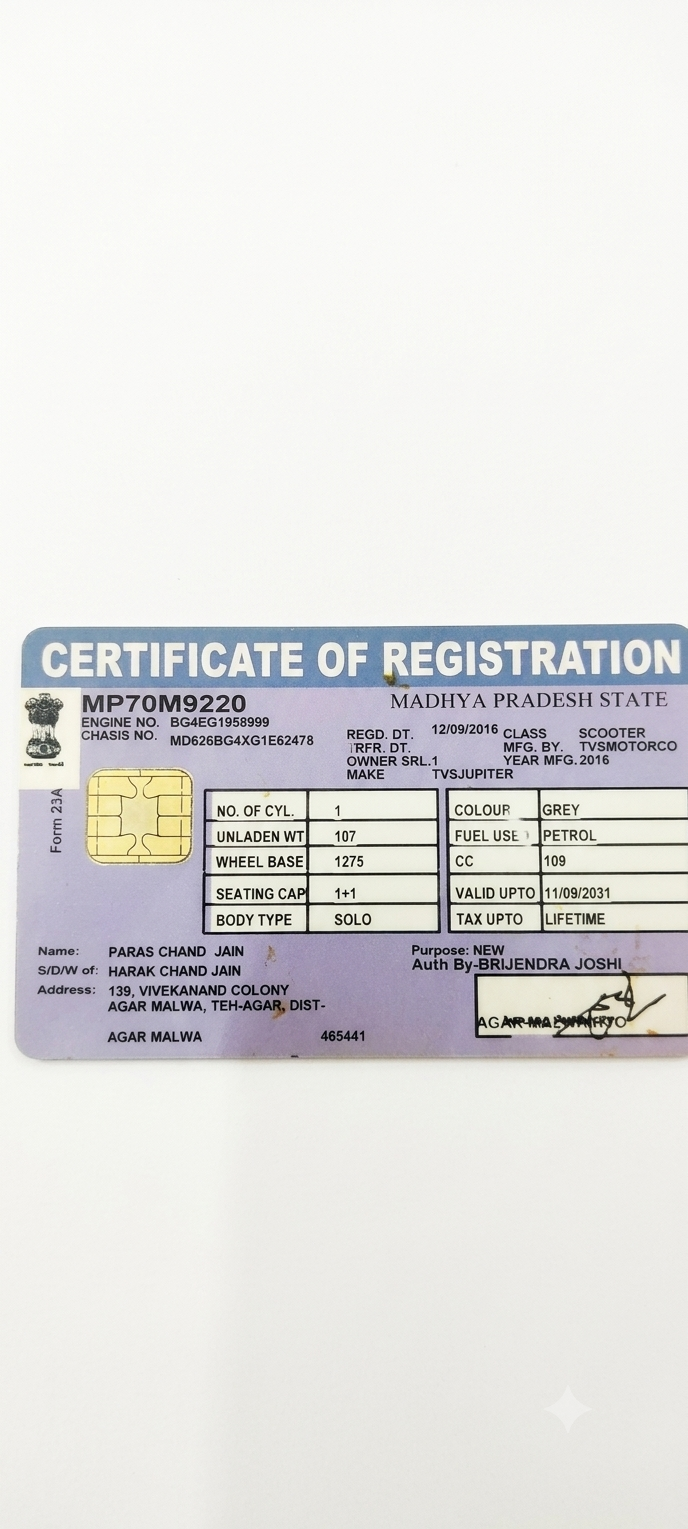 CERTIFICATE OF REGISTRATION
MP70M9220
MADHYA PRADESH STATE
ENGINE NO. BG4EG1958999
CHASIS NO. MD626BG4XG1E62478
REGD. DT. 12/09/2016 CLASS SCOOTER
TRFR. DT. MFG. BY. TVSMOTORCO
OWNER SRL.1 YEAR MFG.2016
MAKE TVSJUPITER
Form 23A
NO. OF CYL. 1 COLOUR GREY
UNLADEN WT 107 FUEL USE PETROL
WHEEL BASE 1275 CC 109
SEATING CAP 1+1 VALID UPTO 11/09/2031
BODY TYPE SOLO TAX UPTO LIFETIME
Name: PARAS CHAND JAIN
S/D/W of: HARAK CHAND JAIN
Address: 139, VIVEKANAND COLONY
AGAR MALWA, TEH-AGAR, DIST-
AGAR MALWA 465441
Purpose: NEW
Auth By-BRIJENDRA JOSHI